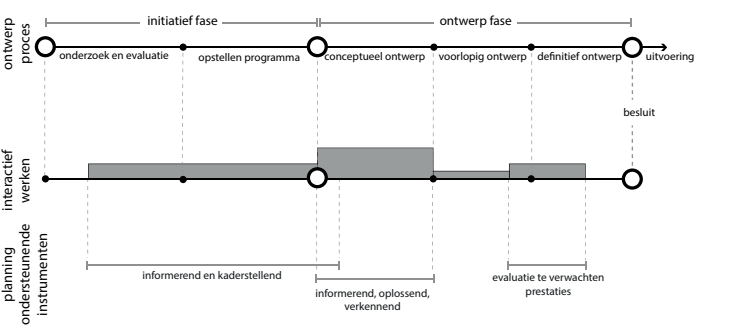 initiatief fase
ontwerp fase
ontwerp
proces
onderzoek en evaluatie
opstellen programma
conceptueel ontwerp
voorlopig ontwerp
definitief ontwerp
uitvoering
besluit
interactief
werken
planning
ondersteunende
instrumenten
informerend en kaderstellend
informerend, oplossend,
verkennend
evaluatie te verwachten
prestaties